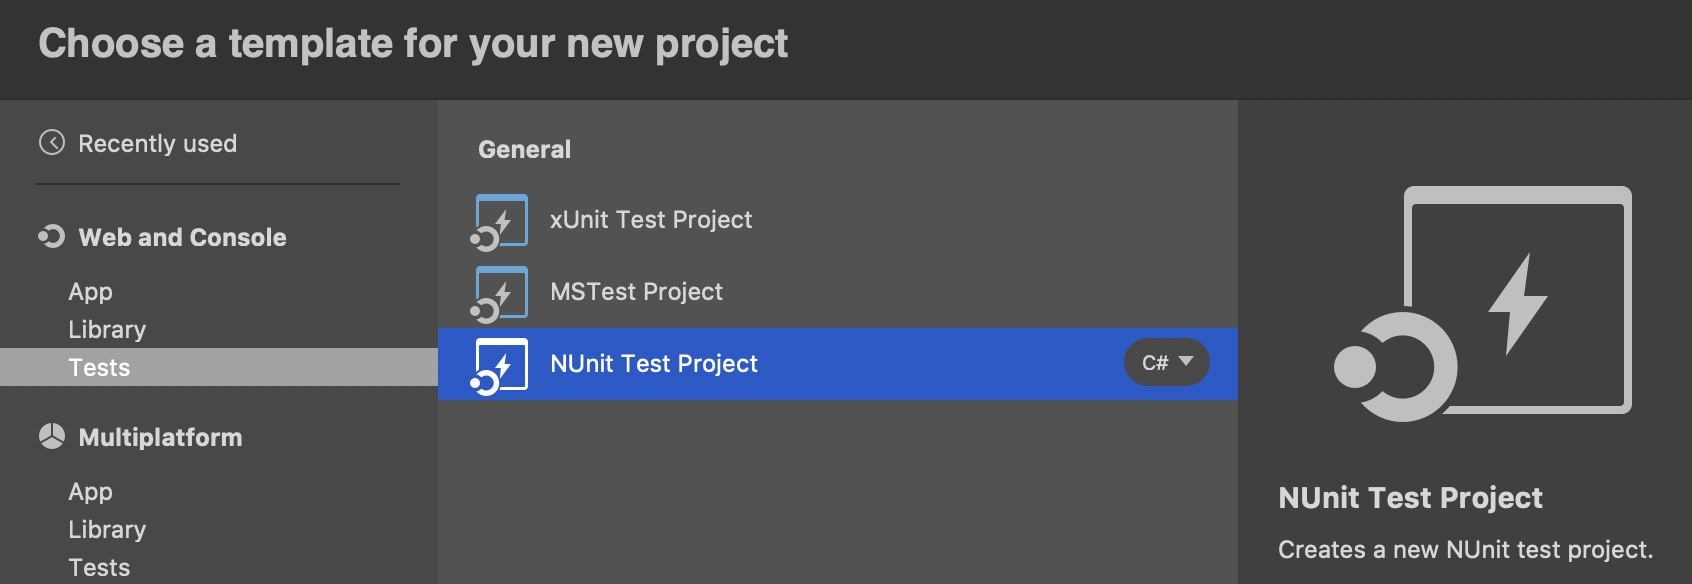 Choose a template for your new project
Recently used
Web and Console
App
Library
Tests
Multiplatform
App
Library
Tests
General
xUnit Test Project
MSTest Project
NUnit Test Project
C#
NUnit Test Project
Creates a new NUnit test project.